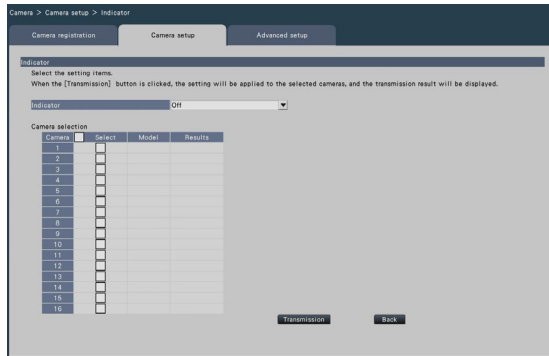 Camera > Camera setup > Indicator
Camera registration Camera setup Advanced setup
Indicator
Select the setting items.
When the [Transmission] button is clicked, the setting will be applied to the selected cameras, and the transmission result will be displayed.
Indicator Off
Camera selection
Camera Select Model Results
1
2
3
4
5
6
7
8
9
10
11
12
13
14
15
16
Transmission Back